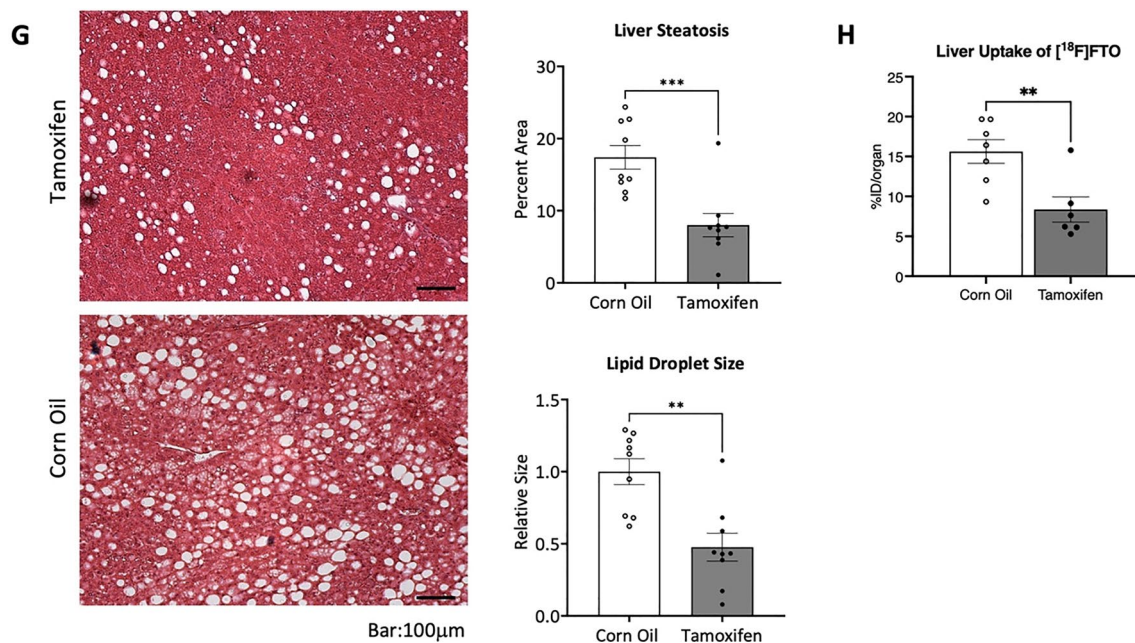 G
Tamoxifen
Corn Oil
Bar:100µm
Liver Steatosis
Percent Area
30
20
10
0
***
Corn Oil Tamoxifen
Lipid Droplet Size
Relative Size
1.5
1.0
0.5
0.0
**
Corn Oil Tamoxifen
H
Liver Uptake of [¹⁸F]FTO
%ID/organ
25
20
15
10
5
0
**
Corn Oil Tamoxifen